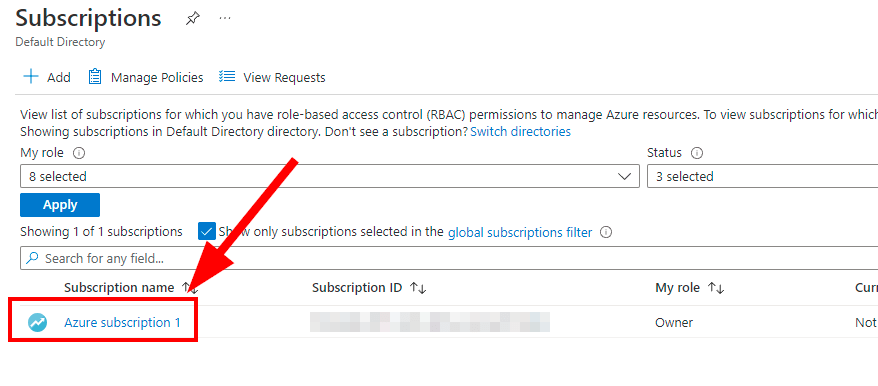 Subscriptions ...
Default Directory
Add Manage Policies View Requests
View list of subscriptions for which you have role-based access control (RBAC) permissions to manage Azure resources. To view subscriptions for which
Showing subscriptions in Default Directory directory. Don't see a subscription? Switch directories
My role Status
8 selected 3 selected
Apply
Showing 1 of 1 subscriptions Show only subscriptions selected in the global subscriptions filter
Search for any field...
Subscription name Subscription ID My role Curr
Azure subscription 1 Owner Not